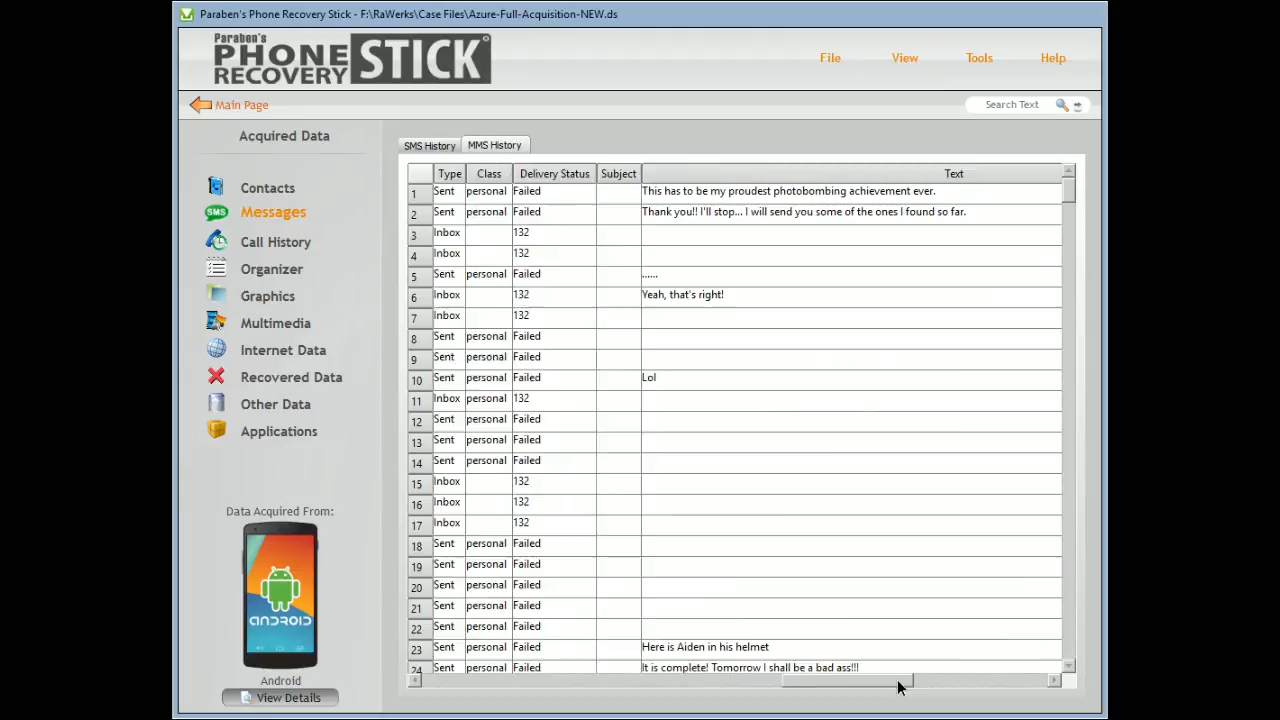 Paraben's Phone Recovery Stick - F:\RaWerks\Case Files\Azure-Full-Acquisition-NEW.ds
Paraben's
PHONE RECOVERY STICK®
File View Tools Help
Main Page
Search Text
Acquired Data
Contacts
SMS Messages
Call History
Organizer
Graphics
Multimedia
Internet Data
Recovered Data
Other Data
Applications
Data Acquired From:
ANDROID
Android
View Details
SMS History MMS History
Type Class Delivery Status Subject Text
1 Sent personal Failed This has to be my proudest photobombing achievement ever.
2 Sent personal Failed Thank you!! I'll stop... I will send you some of the ones I found so far.
3 Inbox 132
4 Inbox 132
5 Sent personal Failed ......
6 Inbox 132 Yeah, that's right!
7 Inbox 132
8 Sent personal Failed
9 Sent personal Failed
10 Sent personal Failed Lol
11 Inbox personal 132
12 Sent personal Failed
13 Sent personal Failed
14 Sent personal Failed
15 Inbox 132
16 Inbox 132
17 Inbox 132
18 Sent personal Failed
19 Sent personal Failed
20 Sent personal Failed
21 Sent personal Failed
22 Sent personal Failed
23 Sent personal Failed Here is Aiden in his helmet
24 Sent personal Failed It is complete! Tomorrow I shall be a bad ass!!!